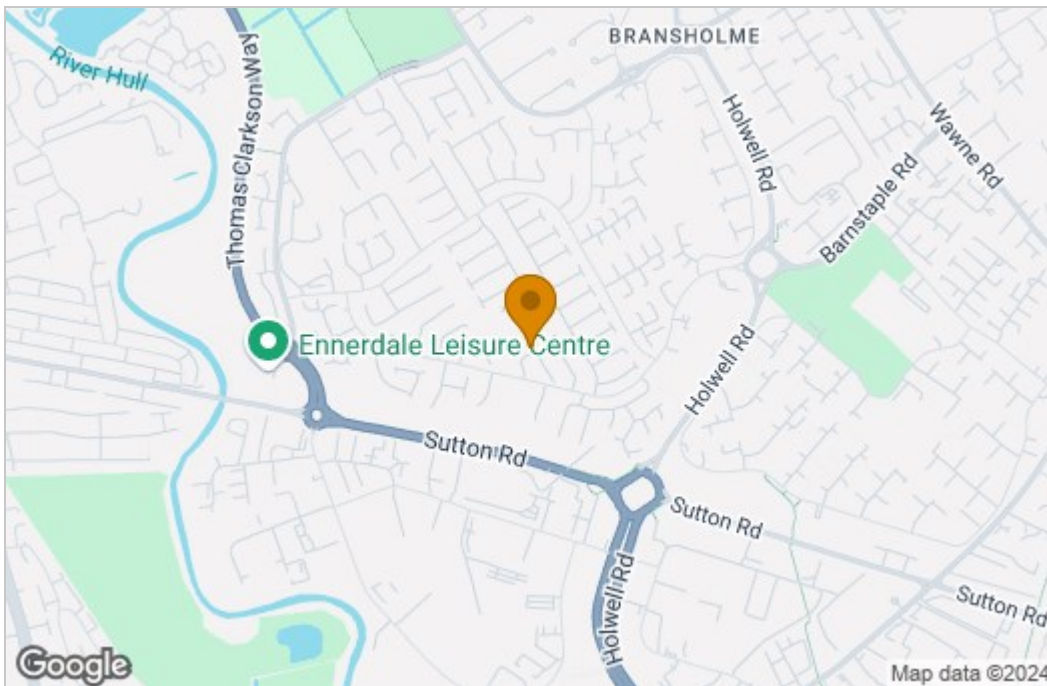 BRANSHOLME
River Hull
Thomas Clarkson Way
Holwell Rd
Wawne Rd
Barnstaple Rd
Ennerdale Leisure Centre
Holwell Rd
Sutton Rd
Sutton Rd
Sutton Rd
Holwell Rd
Google
Map data ©2024